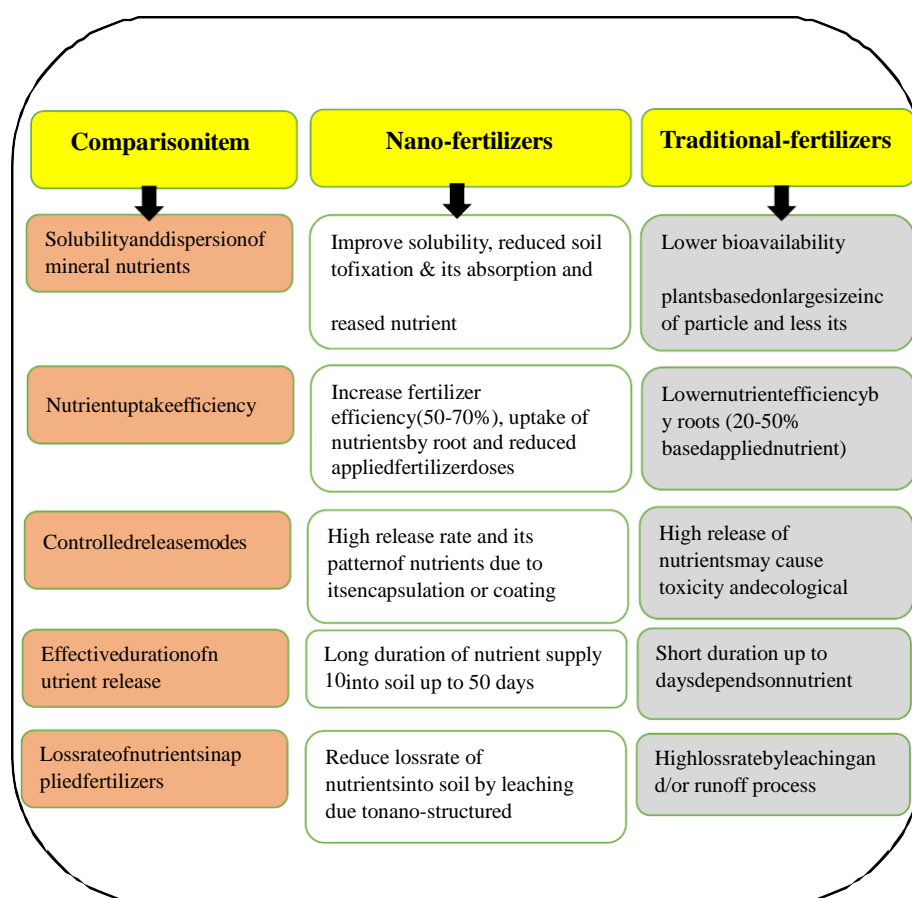 Comparisonitem
Nano-fertilizers
Traditional-fertilizers
Solubilityanddispersionof
mineral nutrients
Improve solubility, reduced soil
tofixation & its absorption and
reased nutrient
Lower bioavailability
plantsbasedonlargesizeinc
of particle and less its
Nutrientuptakeefficiency
Increase fertilizer
efficiency(50-70%), uptake of
nutrientsby root and reduced
appliedfertilizerdoses
Lowernutrientefficiencyb
y roots (20-50%
basedappliednutrient)
Controlledreleasemodes
High release rate and its
patternof nutrients due to
itsencapsulation or coating
High release of
nutrientsmay cause
toxicity andecological
Effectivedurationofn
utrient release
Long duration of nutrient supply
10into soil up to 50 days
Short duration up to
daysdependsonnutrient
Lossrateofnutrientsinap
pliedfertilizers
Reduce lossrate of
nutrientsinto soil by leaching
due tonano-structured
Highlossratebyleachingan
d/or runoff process